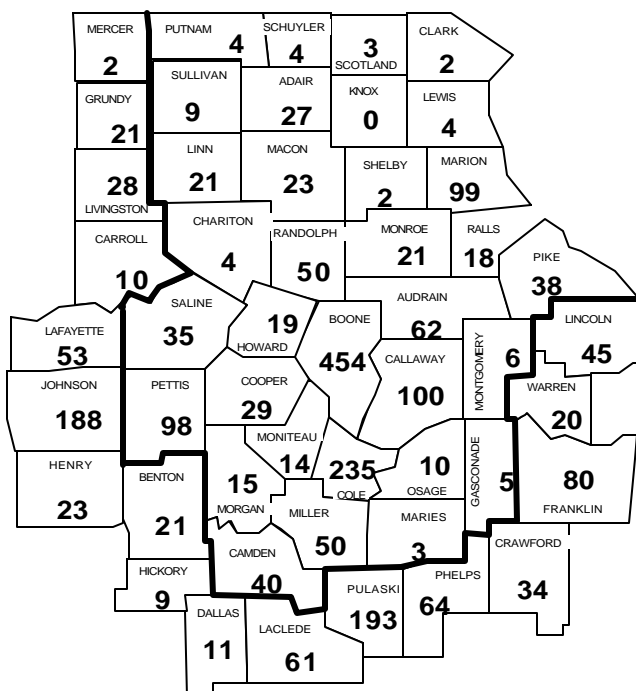 MERCER
2
PUTNAM
4
SCHUYLER
4
3
SCOTLAND
CLARK
2
GRUNDY
21
SULLIVAN
9
ADAIR
27
KNOX
0
LEWIS
4
28
LIVINGSTON
LINN
21
MACON
23
SHELBY
2
MARION
99
CARROLL
10
CHARITON
4
RANDOLPH
50
MONROE
21
RALLS
18
PIKE
38
LAFAYETTE
53
SALINE
35
19
HOWARD
BOONE
454
AUDRAIN
62
MONTGOMERY
6
LINCOLN
45
JOHNSON
188
PETTIS
98
COOPER
29
CALLAWAY
100
WARREN
20
HENRY
23
BENTON
21
15
MORGAN
MONITEAU
14
235
COLE
10
OSAGE
GASCONADE
5
80
FRANKLIN
HICKORY
9
CAMDEN
40
MILLER
50
MARIES
3
CRAWFORD
34
DALLAS
11
LACLEDE
61
PULASKI
193
PHELPS
64